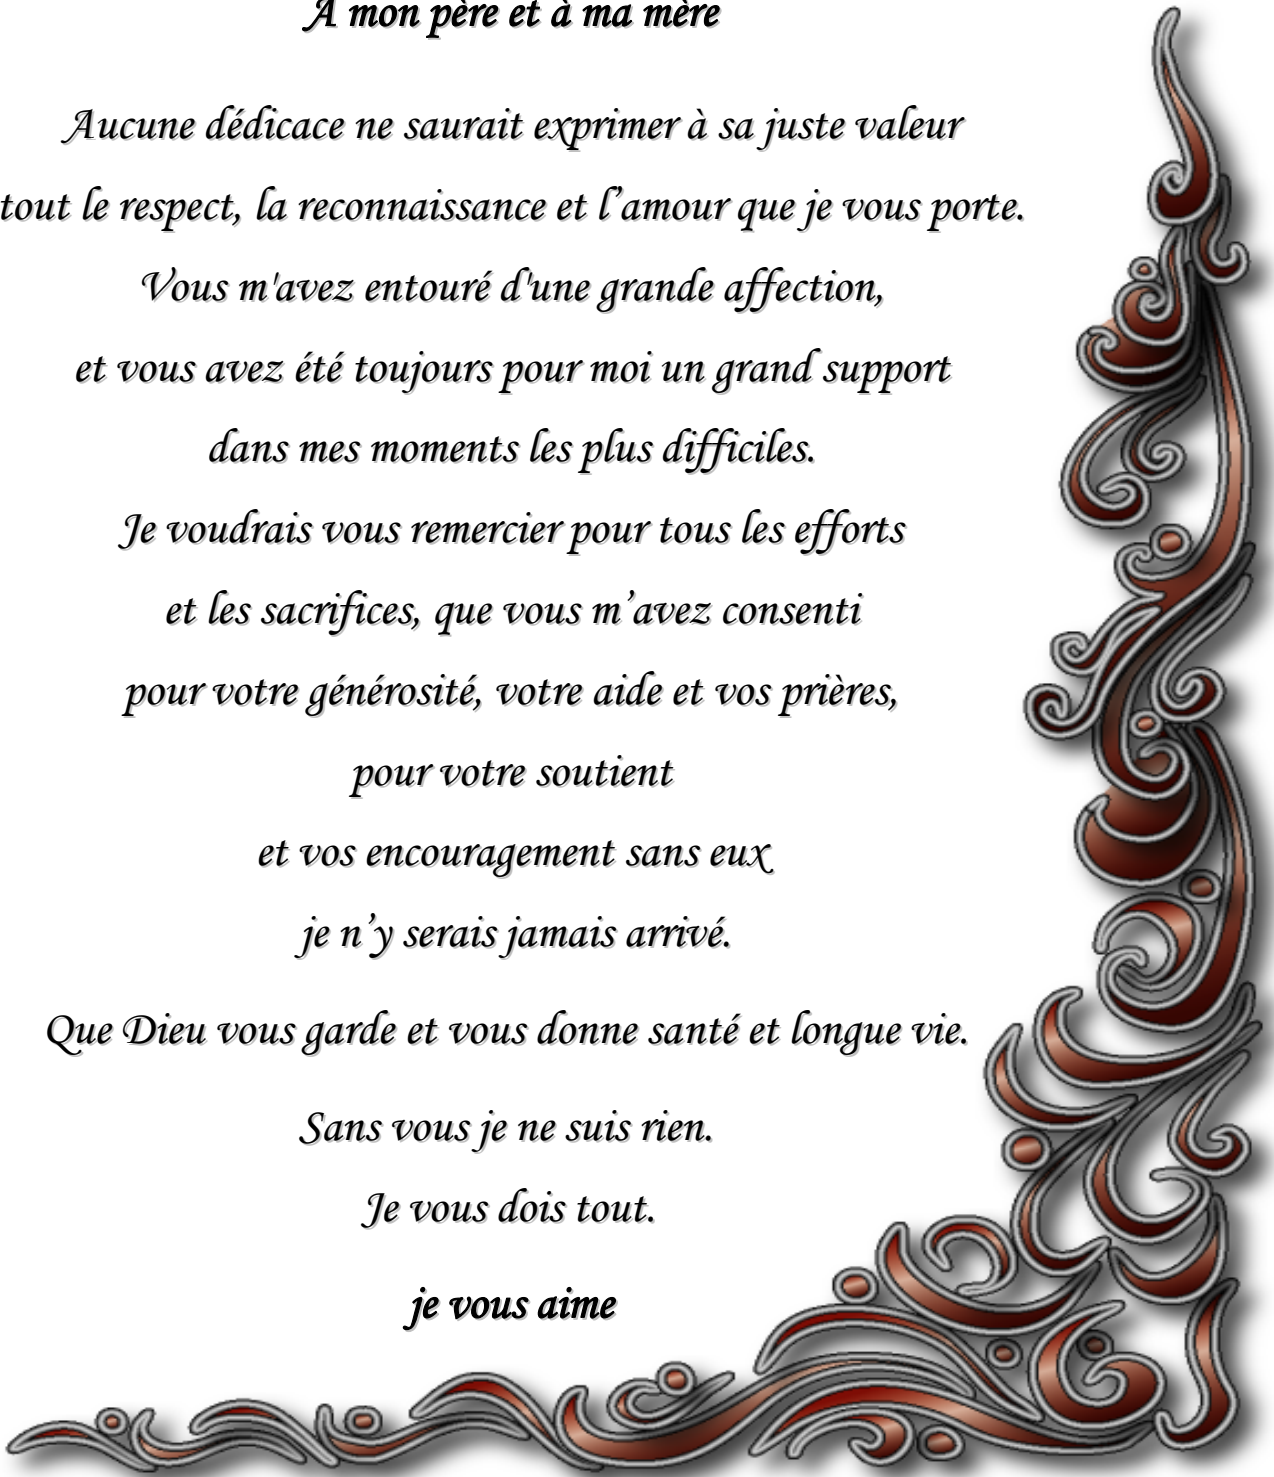 A mon père et à ma mère
Aucune dédicace ne saurait exprimer à sa juste valeur
tout le respect, la reconnaissance et l’amour que je vous porte.
Vous m'avez entouré d'une grande affection,
et vous avez été toujours pour moi un grand support
dans mes moments les plus difficiles.
Je voudrais vous remercier pour tous les efforts
et les sacrifices, que vous m’avez consenti
pour votre générosité, votre aide et vos prières,
pour votre soutient
et vos encouragement sans eux
je n’y serais jamais arrivé.
Que Dieu vous garde et vous donne santé et longue vie.
Sans vous je ne suis rien.
Je vous dois tout.
je vous aime